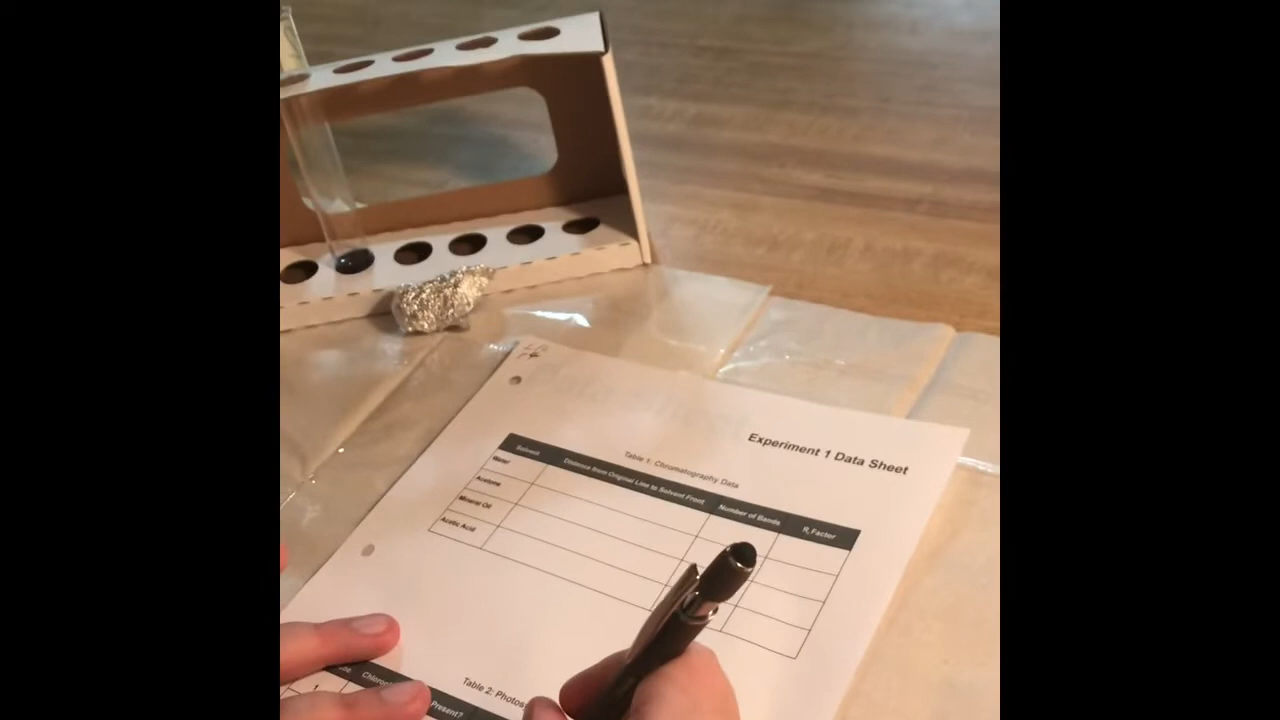 Experiment 1 Data Sheet
Table 1: Chromatography Data
Solvent Distance from Original Line to Solvent Front Number of Bands Rf Factor
Water
Acetone
Mineral Oil
Acetic Acid
Table 2:
Present?